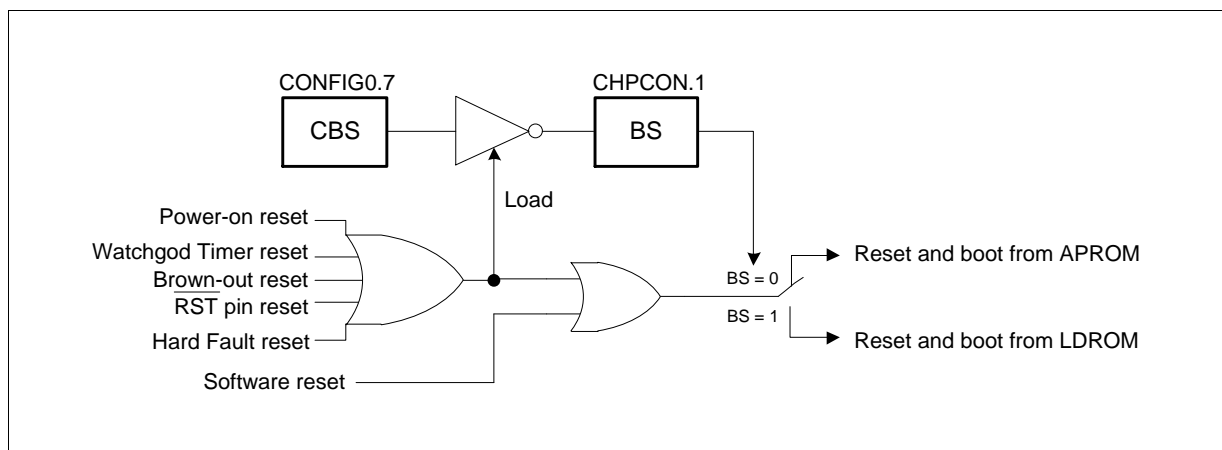 CONFIG0.7
CHPCON.1
CBS
BS
Load
Power-on reset
Watchgod Timer reset
Brown-out reset
RST pin reset
Hard Fault reset
Software reset
BS = 0
BS = 1
Reset and boot from APROM
Reset and boot from LDROM